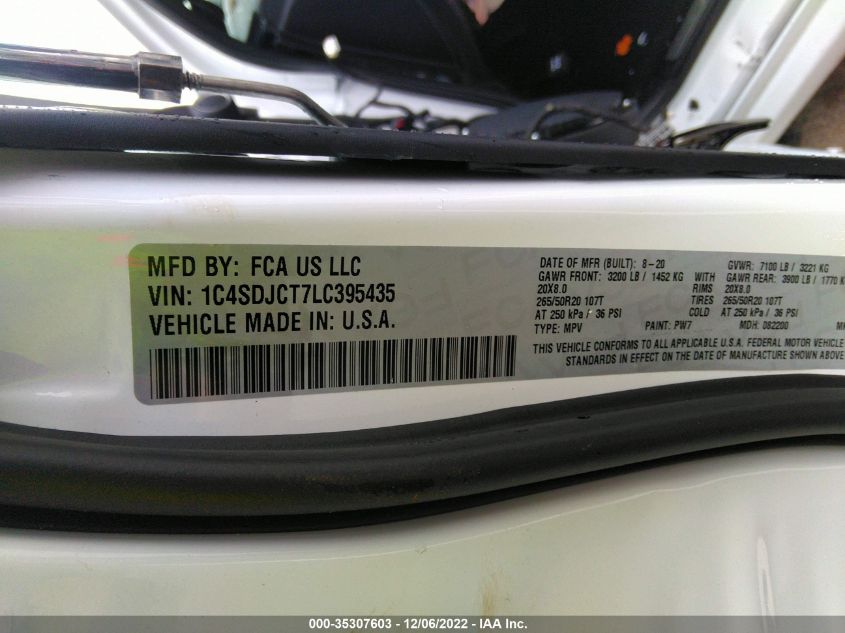 MFD BY: FCA US LLC
VIN: 1C4SDJCT7LC395435
VEHICLE MADE IN: U.S.A.
DATE OF MFR (BUILT): 8-20 GVWR: 7100 LB / 3221 KG
GAWR FRONT: 3200 LB / 1452 KG WITH GAWR REAR: 3900 LB / 1770 KG
20X8.0 RIMS 20X8.0
265/50R20 107T TIRES 265/50R20 107T
AT 250 kPa / 36 PSI COLD AT 250 kPa / 36 PSI
TYPE: MPV PAINT: PW7 MDH: 082200
THIS VEHICLE CONFORMS TO ALL APPLICABLE U.S.A. FEDERAL MOTOR VEHICLE
STANDARDS IN EFFECT ON THE DATE OF MANUFACTURE SHOWN ABOVE
000-35307603 - 12/06/2022 - IAA Inc.